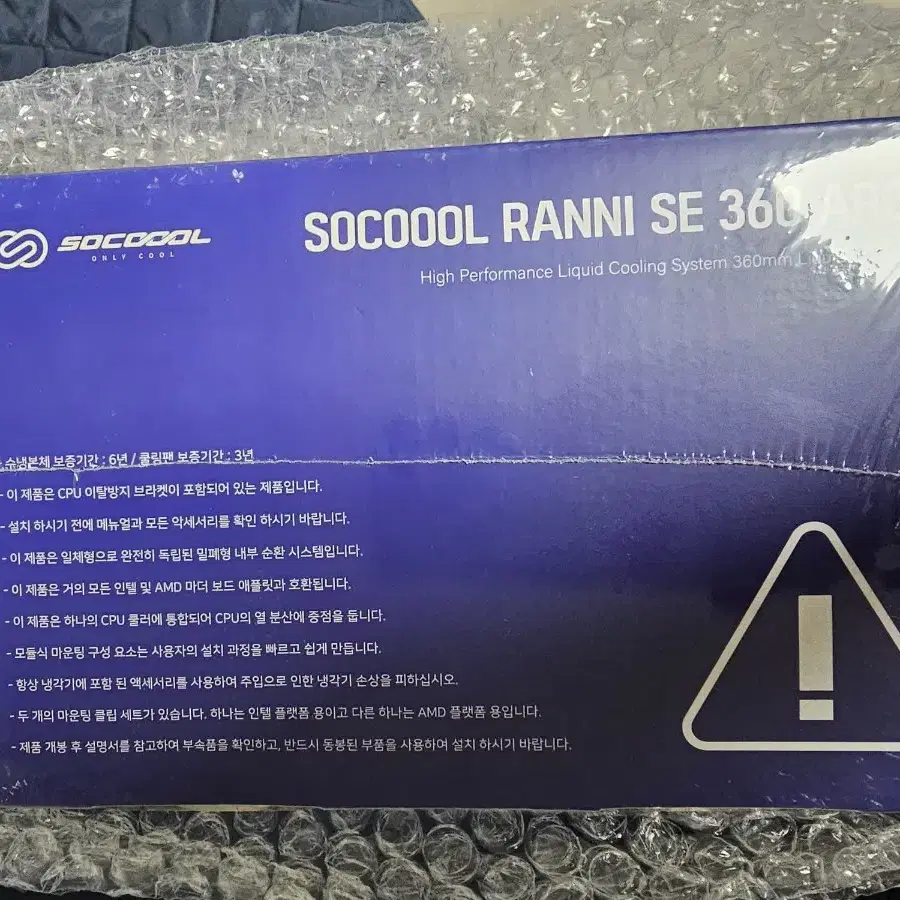 SOCOOOL
ONLY COOL
SOCOOOL RANNI SE 360
High Performance Liquid Cooling System 360mm
수냉본체 보증기간 : 6년 / 쿨링팬 보증기간 : 3년
- 이 제품은 CPU 이탈방지 브라켓이 포함되어 있는 제품입니다.
- 설치 하시기 전에 메뉴얼과 모든 악세서리를 확인 하시기 바랍니다.
- 이 제품은 일체형으로 완전히 독립된 밀폐형 내부 순환 시스템입니다.
- 이 제품은 거의 모든 인텔 및 AMD 마더 보드 애플릿과 호환됩니다.
- 이 제품은 하나의 CPU 쿨러에 통합되어 CPU의 열 분산에 중점을 둡니다.
- 모듈식 마운팅 구성 요소는 사용자의 설치 과정을 빠르고 쉽게 만듭니다.
- 항상 냉각기에 포함 된 액세서리를 사용하여 주입으로 인한 냉각기 손상을 피하십시오.
- 두 개의 마운팅 클립 세트가 있습니다. 하나는 인텔 플랫폼 용이고 다른 하나는 AMD 플랫폼 용입니다.
- 제품 개봉 후 설명서를 참고하여 부속품을 확인하고, 반드시 동봉된 부품을 사용하여 설치 하시기 바랍니다.